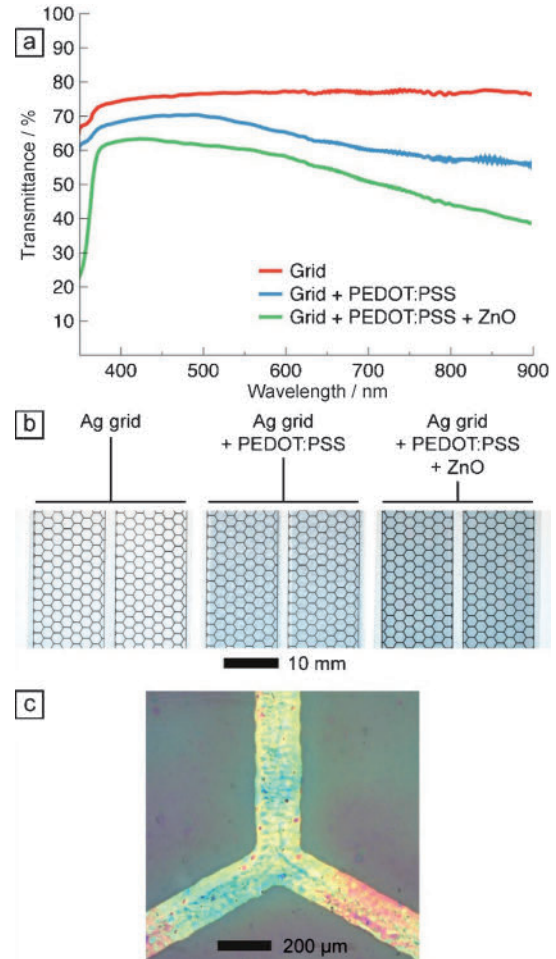 a
100
90
80
70
60
50
40
30
20
10
Transmittance / %
Grid
Grid + PEDOT:PSS
Grid + PEDOT:PSS + ZnO
400 500 600 700 800 900
Wavelength / nm
b
Ag grid
Ag grid
+ PEDOT:PSS
Ag grid
+ PEDOT:PSS
+ ZnO
10 mm
c
200 µm